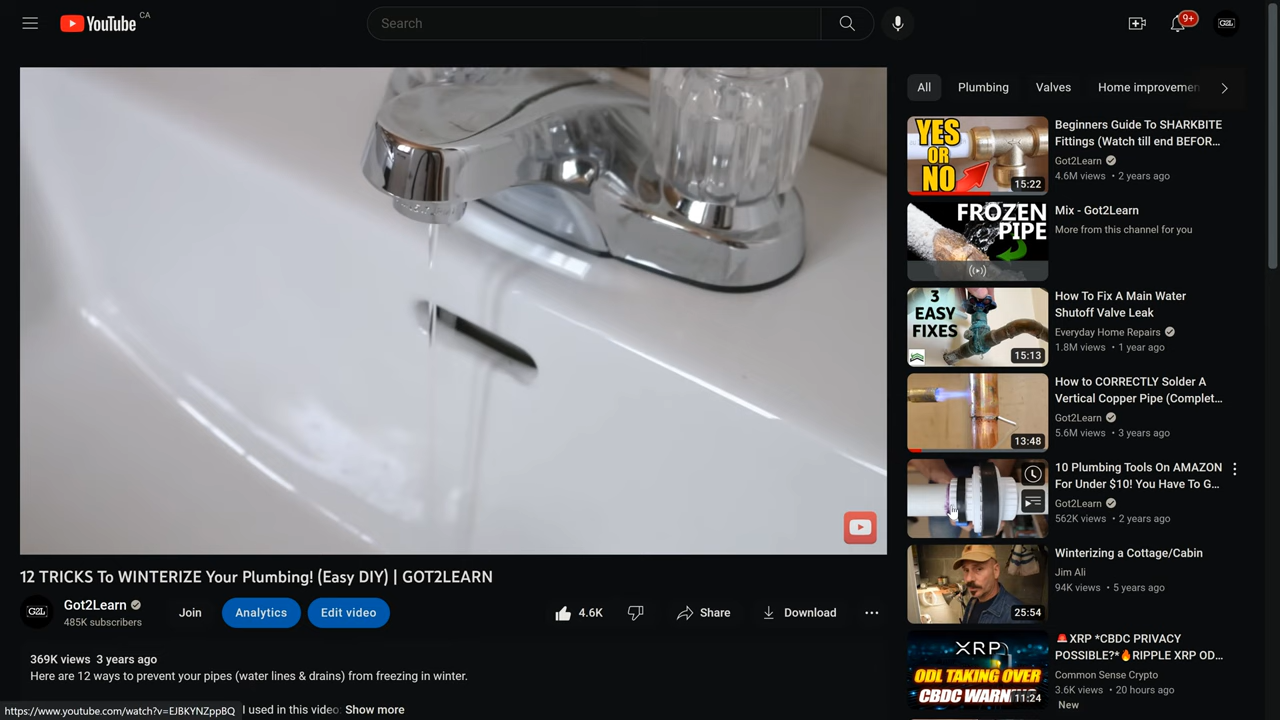 YouTube CA
Search
9+
G2L
All
Plumbing
Valves
Home improvemen
YES
OR
NO
15:22
Beginners Guide To SHARKBITE
Fittings (Watch till end BEFOR...
Got2Learn
4.6M views • 2 years ago
FROZEN
PIPE
Mix - Got2Learn
More from this channel for you
3
EASY
FIXES
15:13
How To Fix A Main Water
Shutoff Valve Leak
Everyday Home Repairs
1.8M views • 1 year ago
13:48
How to CORRECTLY Solder A
Vertical Copper Pipe (Complet...
Got2Learn
5.6M views • 3 years ago
10 Plumbing Tools On AMAZON
For Under $10! You Have To G...
Got2Learn
562K views • 2 years ago
25:54
Winterizing a Cottage/Cabin
Jim Ali
94K views • 5 years ago
XRP
ODL TAKING OVER
CBDC WARN
11:24
🚨XRP *CBDC PRIVACY
POSSIBLE?*🔥RIPPLE XRP OD...
Common Sense Crypto
3.6K views • 20 hours ago
New
12 TRICKS To WINTERIZE Your Plumbing! (Easy DIY) | GOT2LEARN
G2L
Got2Learn
485K subscribers
Join
Analytics
Edit video
4.6K
Share
Download
369K views 3 years ago
Here are 12 ways to prevent your pipes (water lines & drains) from freezing in winter.
I used in this video: Show more
https://www.youtube.com/watch?v=EJBKYNZppBQ